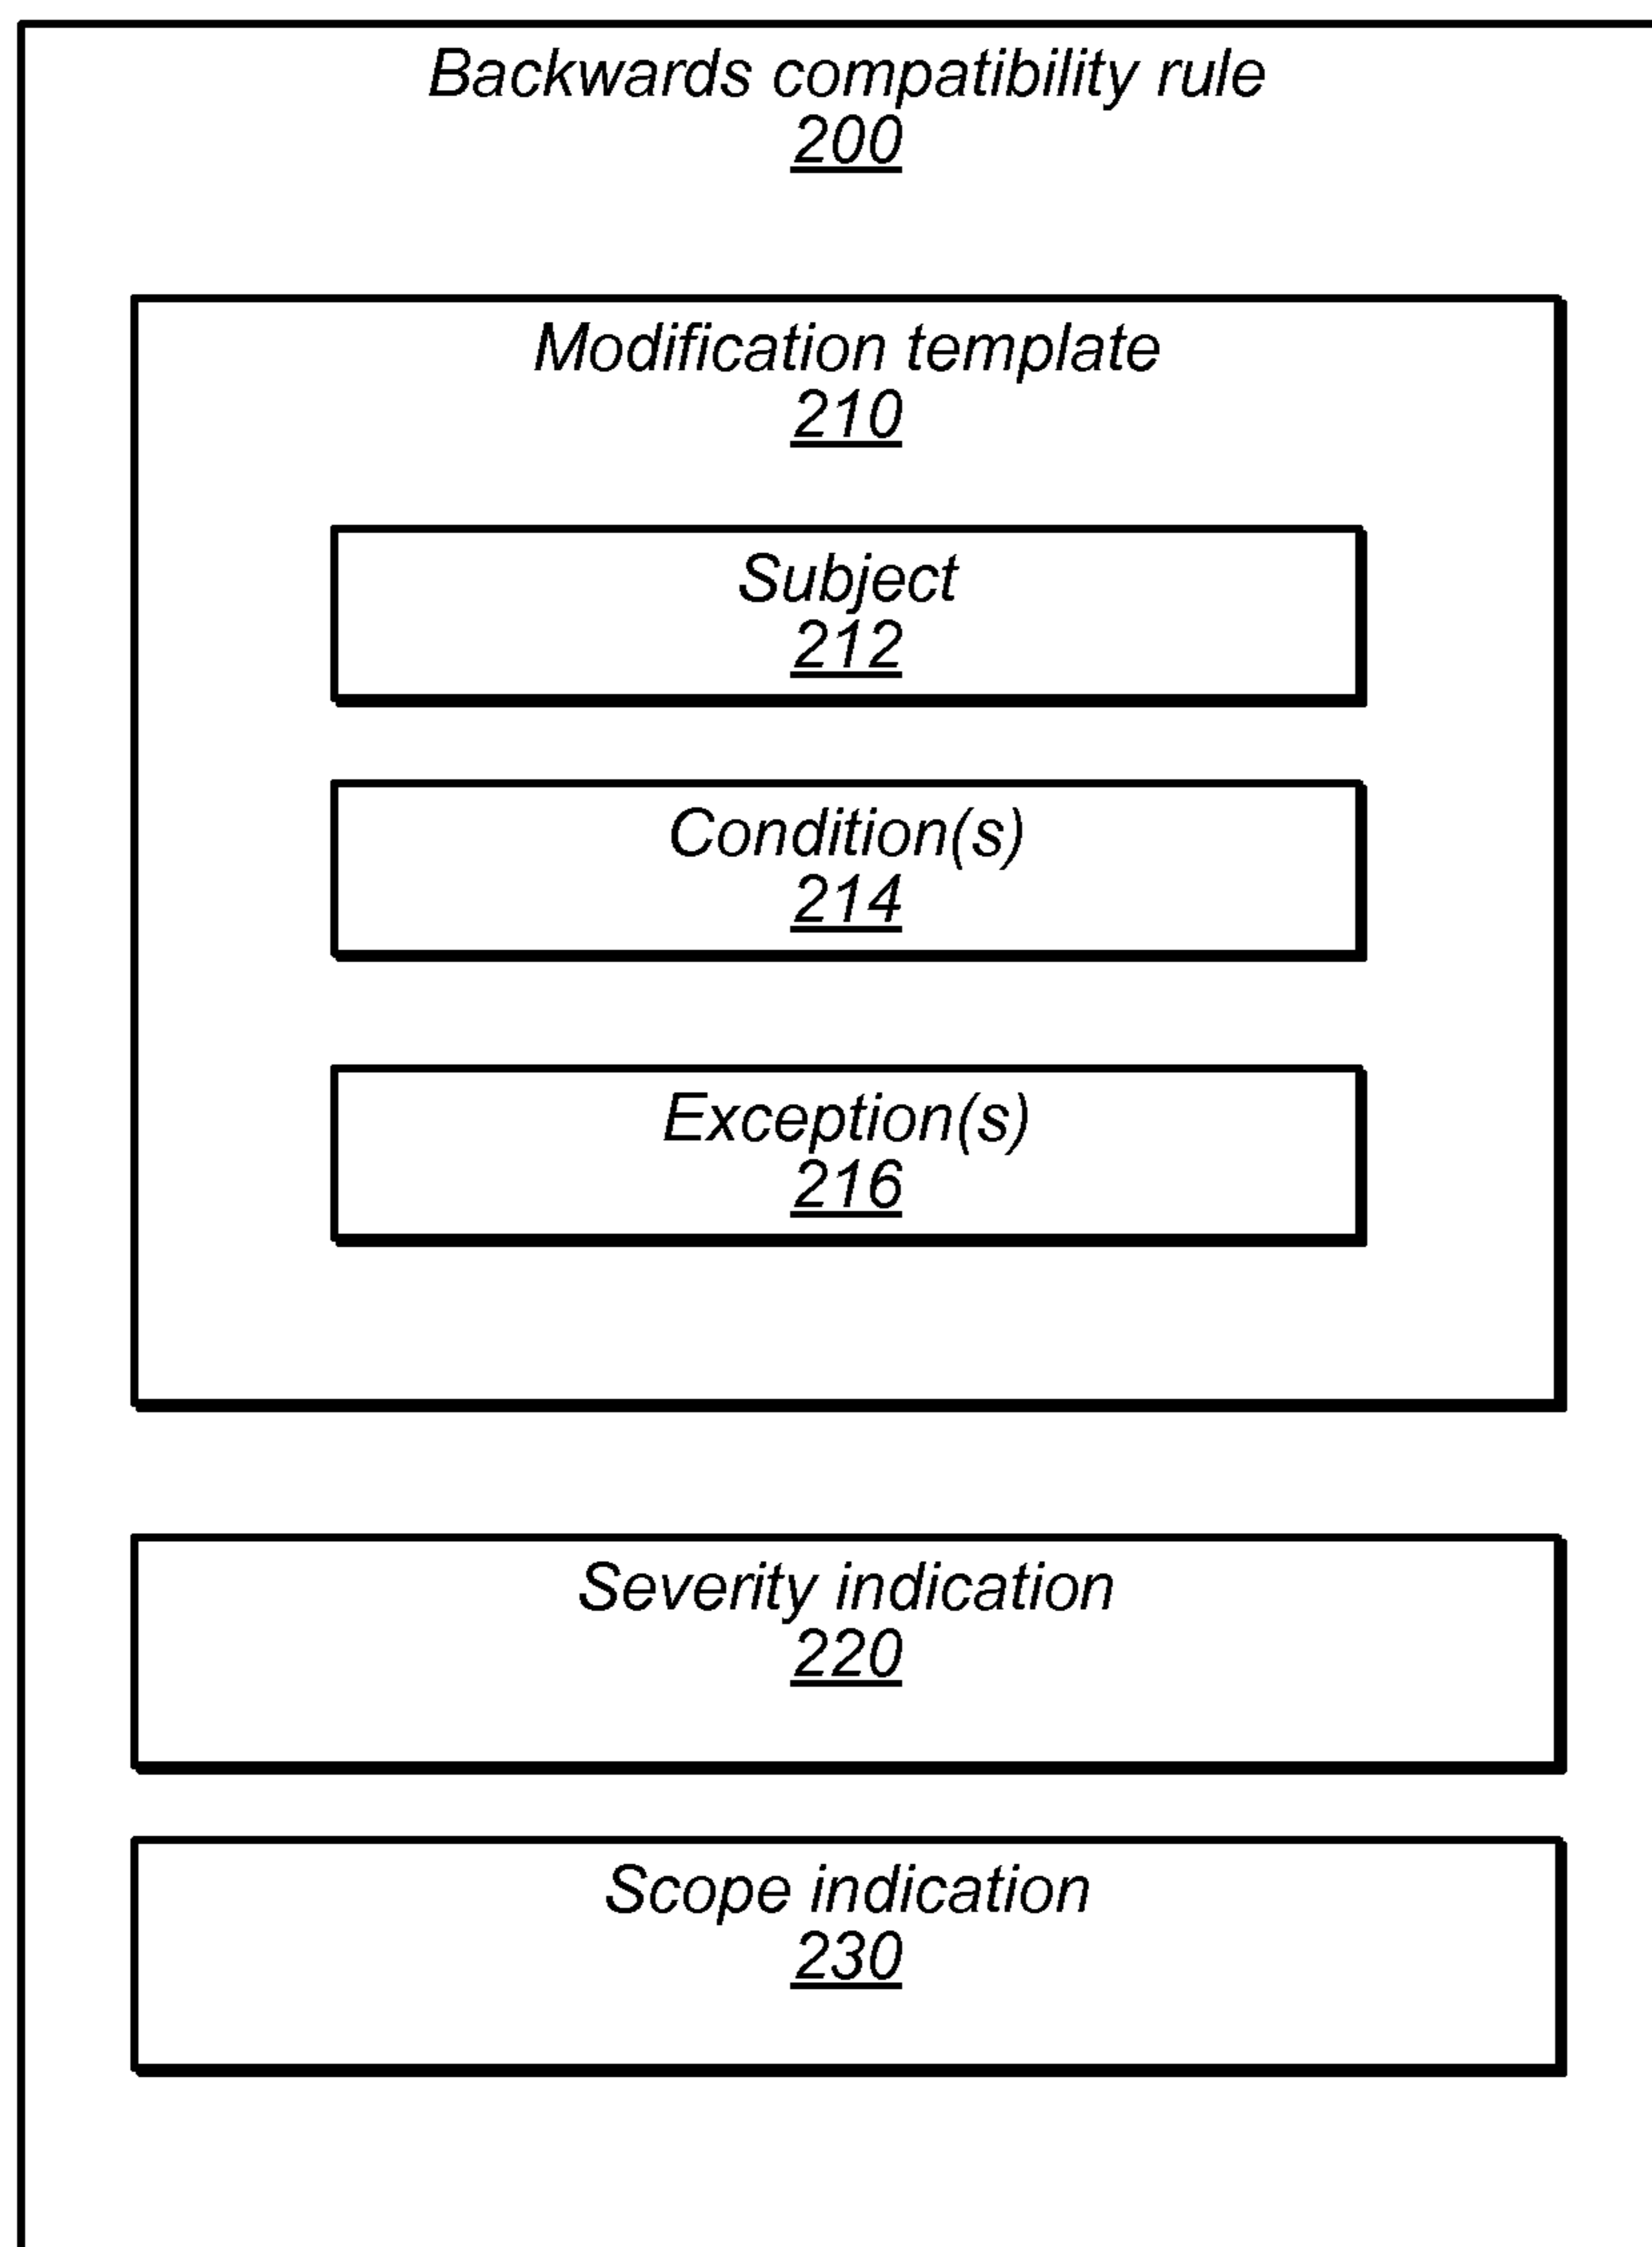 Backwards compatibility rule
200
Modification template
210
Subject
212
Condition(s)
214
Exception(s)
216
Severity indication
220
Scope indication
230